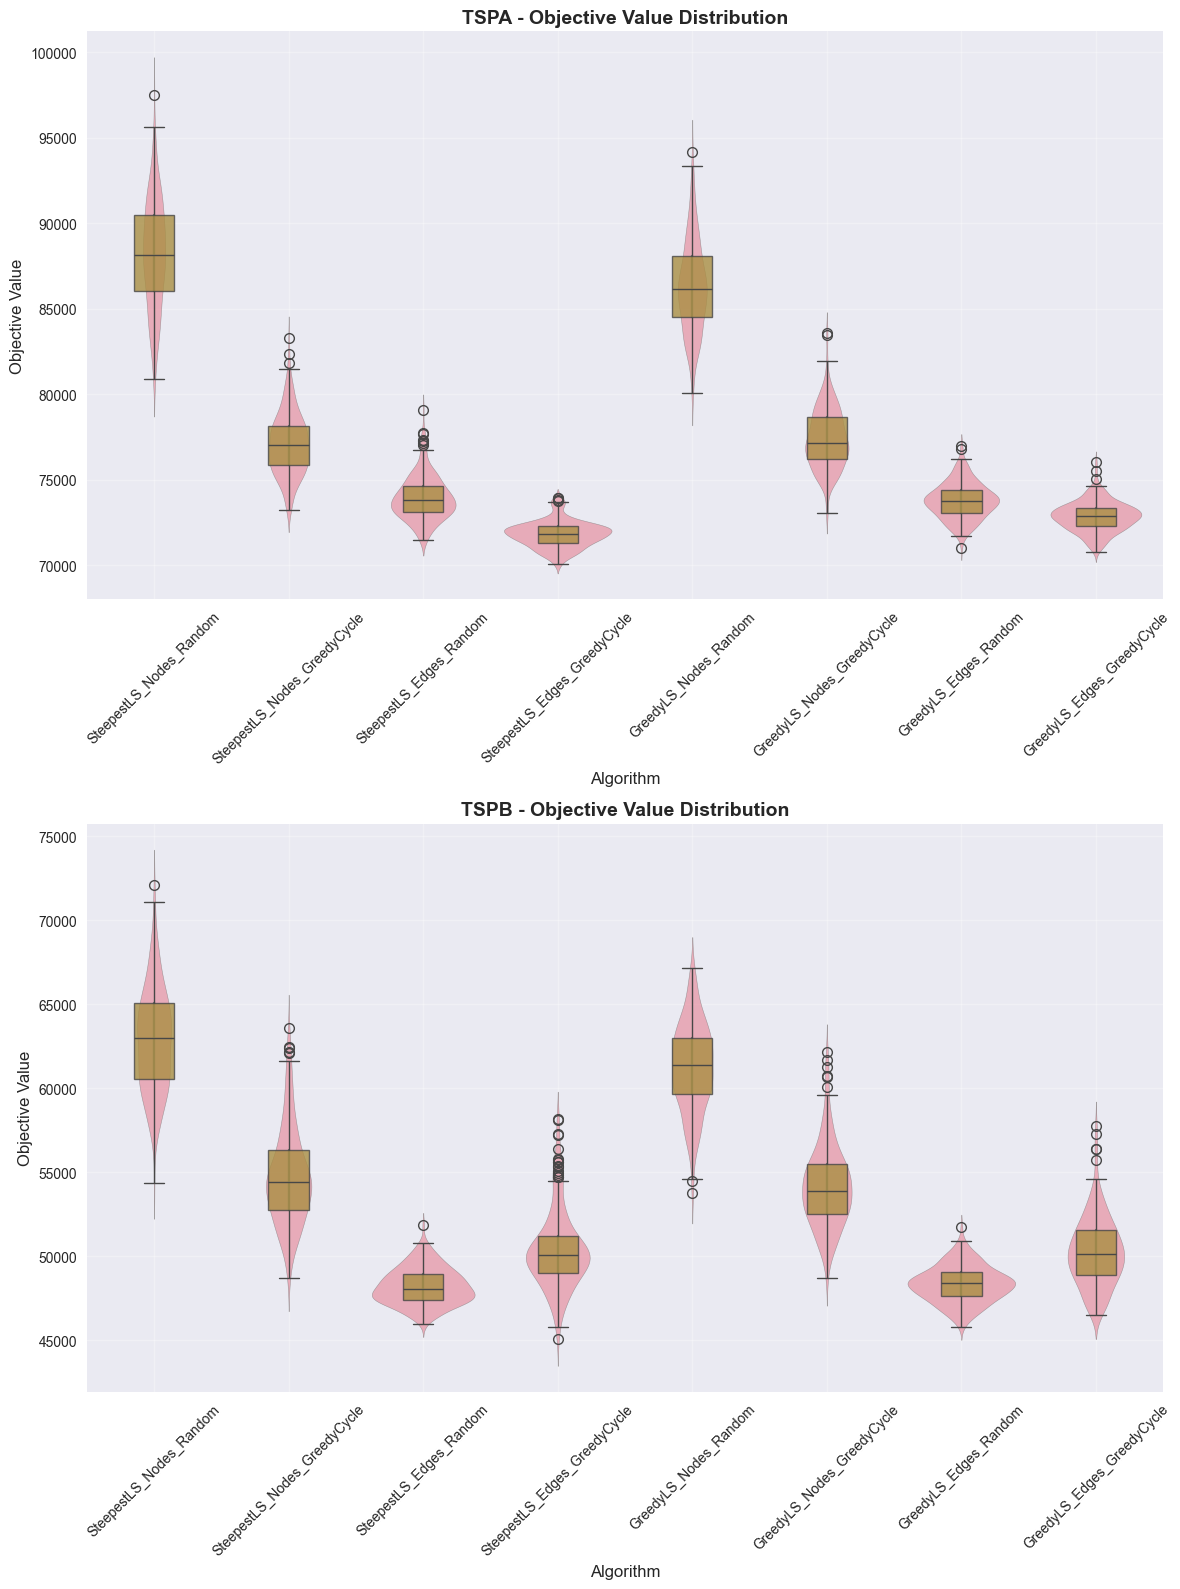 TSPA - Objective Value Distribution
100000
95000
90000
85000
80000
75000
70000
Objective Value
SteepestLS_Nodes_Random
SteepestLS_Nodes_GreedyCycle
SteepestLS_Edges_Random
SteepestLS_Edges_GreedyCycle
GreedyLS_Nodes_Random
GreedyLS_Nodes_GreedyCycle
GreedyLS_Edges_Random
GreedyLS_Edges_GreedyCycle
Algorithm
TSPB - Objective Value Distribution
75000
70000
65000
60000
55000
50000
45000
Objective Value
SteepestLS_Nodes_Random
SteepestLS_Nodes_GreedyCycle
SteepestLS_Edges_Random
SteepestLS_Edges_GreedyCycle
GreedyLS_Nodes_Random
GreedyLS_Nodes_GreedyCycle
GreedyLS_Edges_Random
GreedyLS_Edges_GreedyCycle
Algorithm